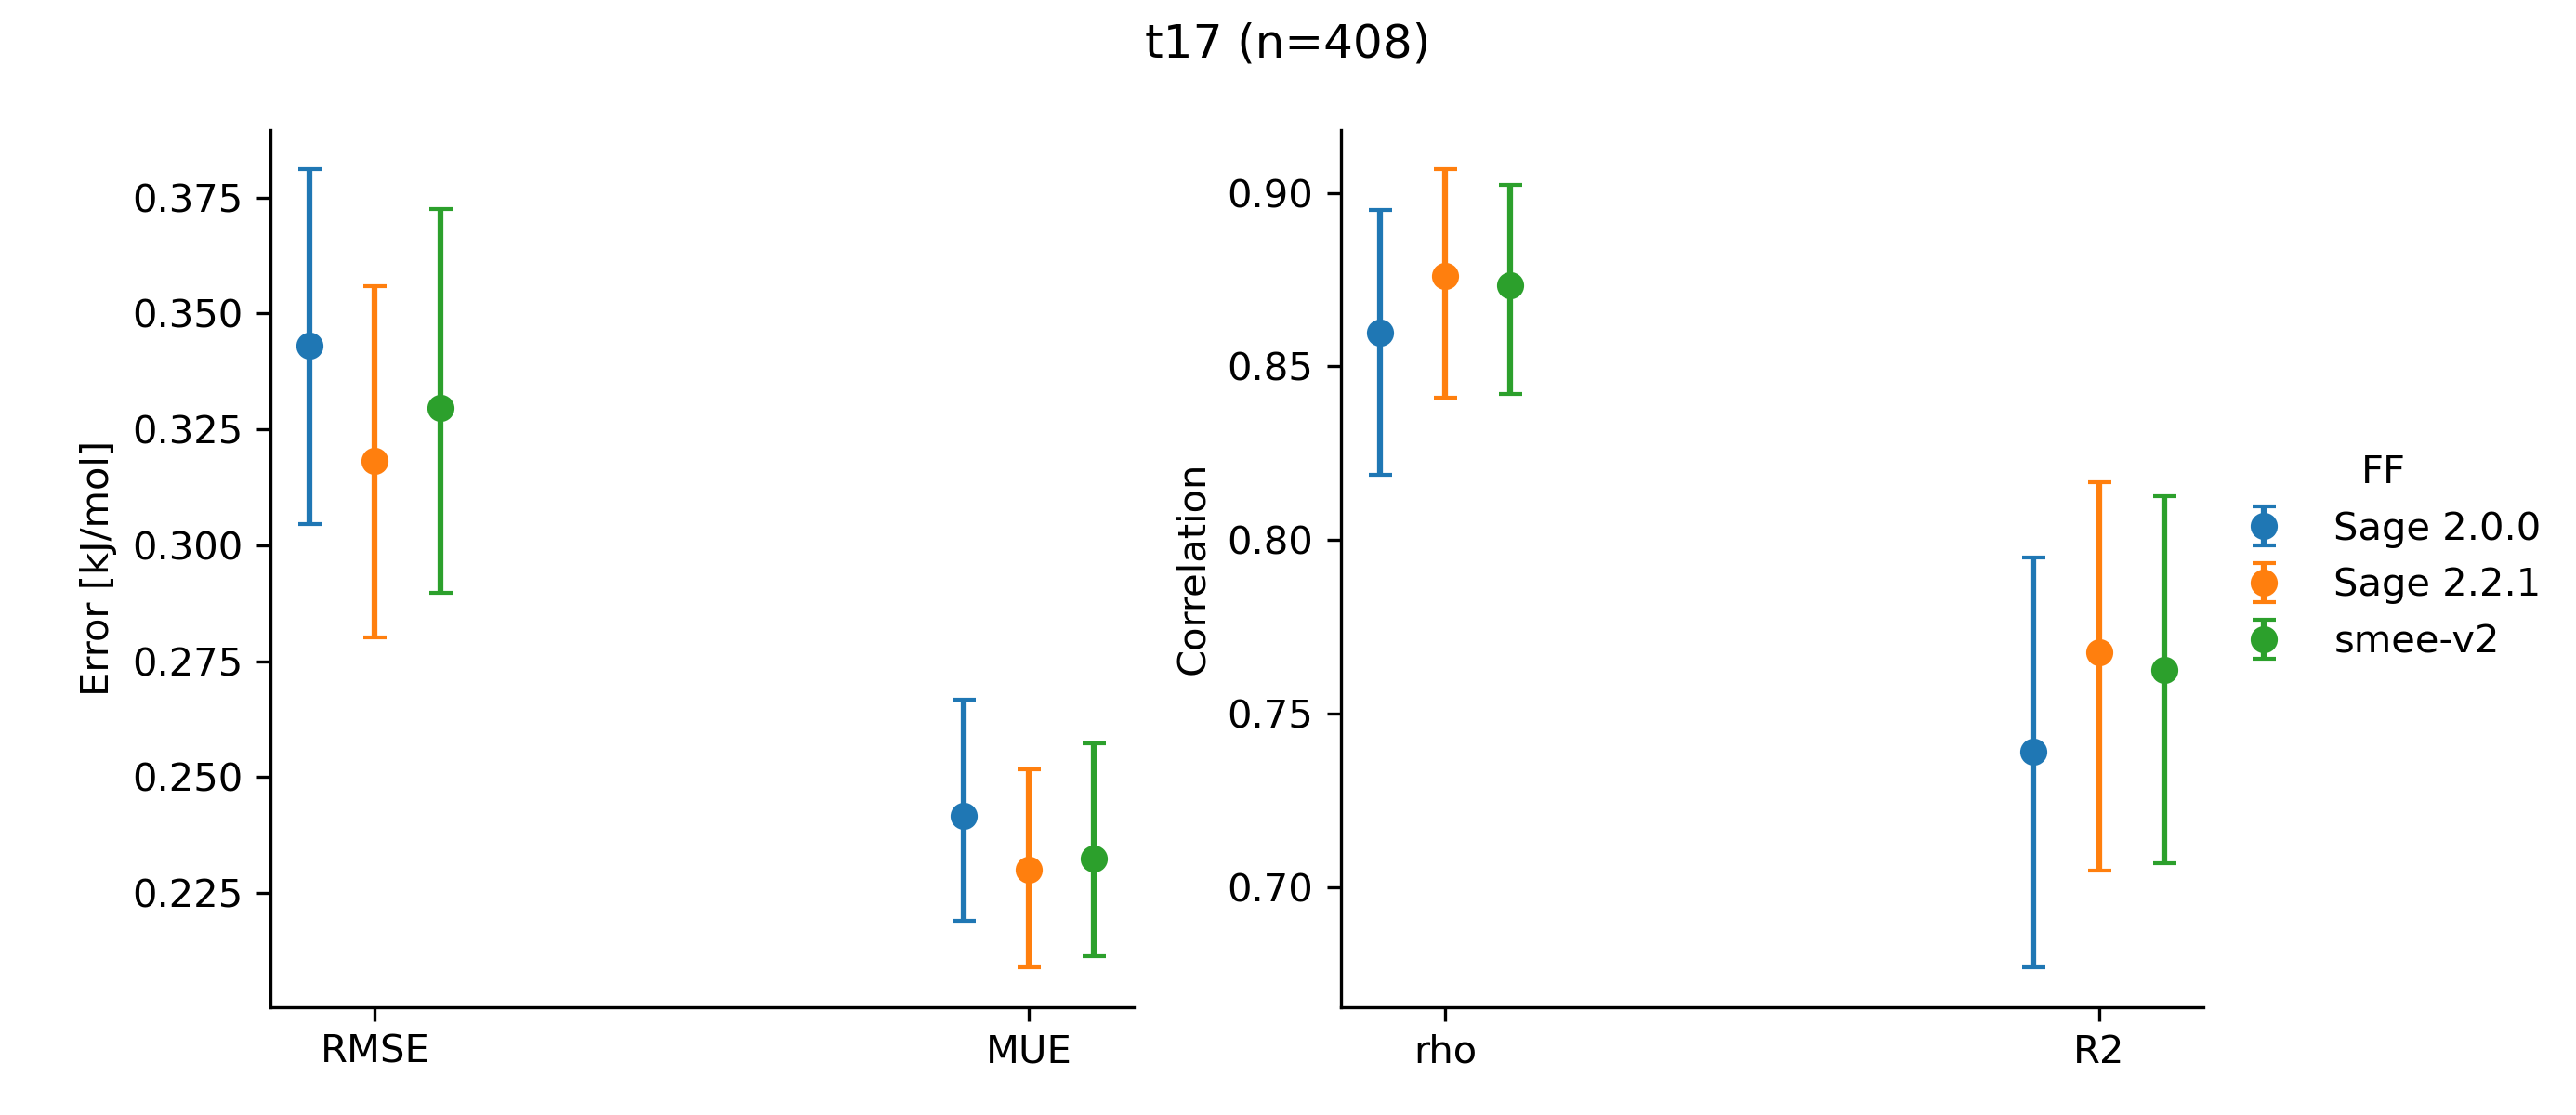 t17 (n=408)
Error [kJ/mol]
0.375
0.350
0.325
0.300
0.275
0.250
0.225
RMSE
MUE
Correlation
0.90
0.85
0.80
0.75
0.70
rho
R2
FF
Sage 2.0.0
Sage 2.2.1
smee-v2